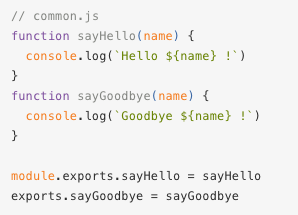 // common.js
function sayHello(name) {
  console.log(`Hello ${name} !`)
}
function sayGoodbye(name) {
  console.log(`Goodbye ${name} !`)
}

module.exports.sayHello = sayHello
exports.sayGoodbye = sayGoodbye